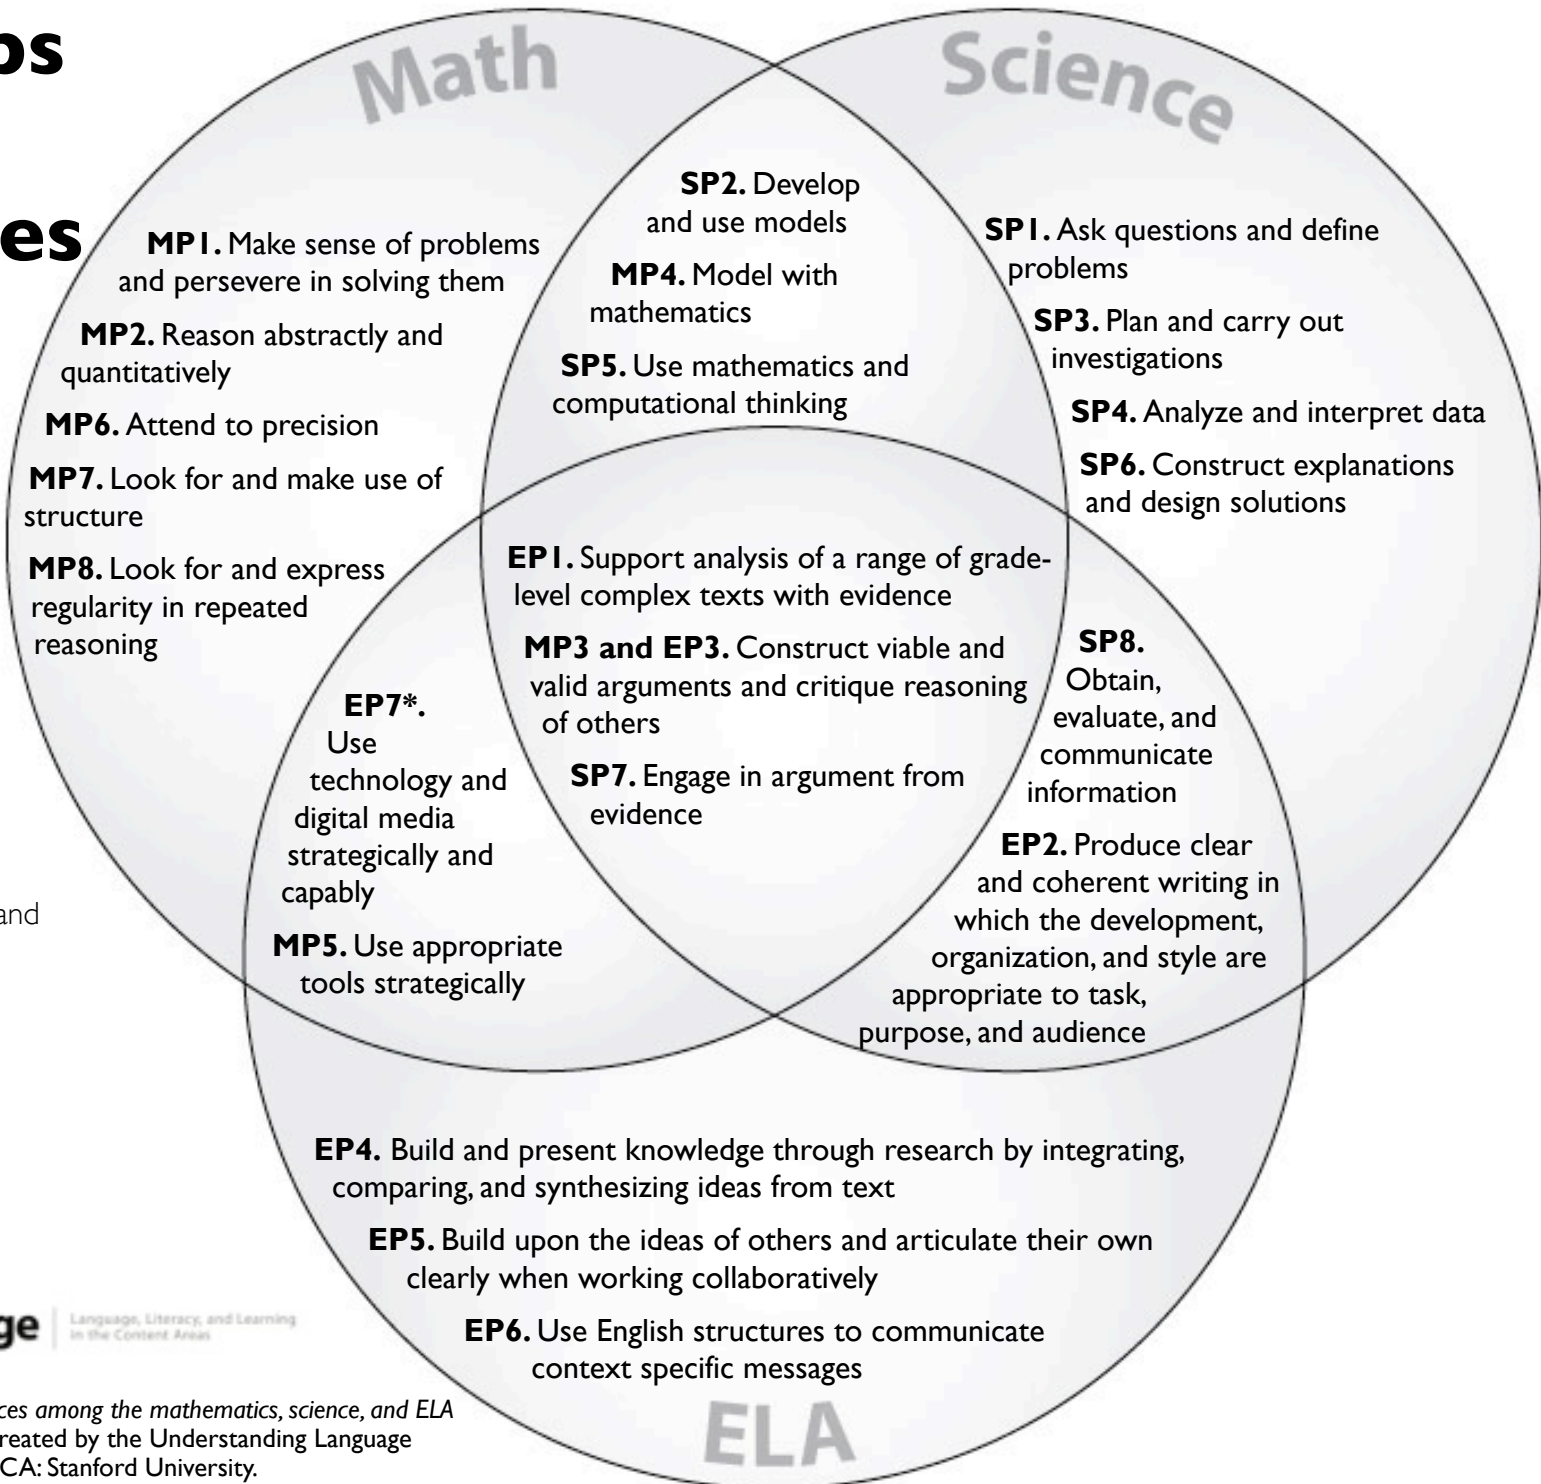 ps
es
Math
Science
SP2. Develop
and use models
MP4. Model with
mathematics
SP5. Use mathematics and
computational thinking
MP1. Make sense of problems
and persevere in solving them
MP2. Reason abstractly and
quantitatively
MP6. Attend to precision
MP7. Look for and make use of
structure
MP8. Look for and express
regularity in repeated
reasoning
SP1. Ask questions and define
problems
SP3. Plan and carry out
investigations
SP4. Analyze and interpret data
SP6. Construct explanations
and design solutions
EP1. Support analysis of a range of grade-
level complex texts with evidence
MP3 and EP3. Construct viable and
valid arguments and critique reasoning
of others
SP7. Engage in argument from
evidence
EP7*.
Use
technology and
digital media
strategically and
capably
MP5. Use appropriate
tools strategically
SP8.
Obtain,
evaluate, and
communicate
information
EP2. Produce clear
and coherent writing in
which the development,
organization, and style are
appropriate to task,
purpose, and audience
and
EP4. Build and present knowledge through research by integrating,
comparing, and synthesizing ideas from text
EP5. Build upon the ideas of others and articulate their own
clearly when working collaboratively
EP6. Use English structures to communicate
context specific messages
ELA
ge
Language, Literacy, and Learning
in the Content Areas
ces among the mathematics, science, and ELA
reated by the Understanding Language
CA: Stanford University.